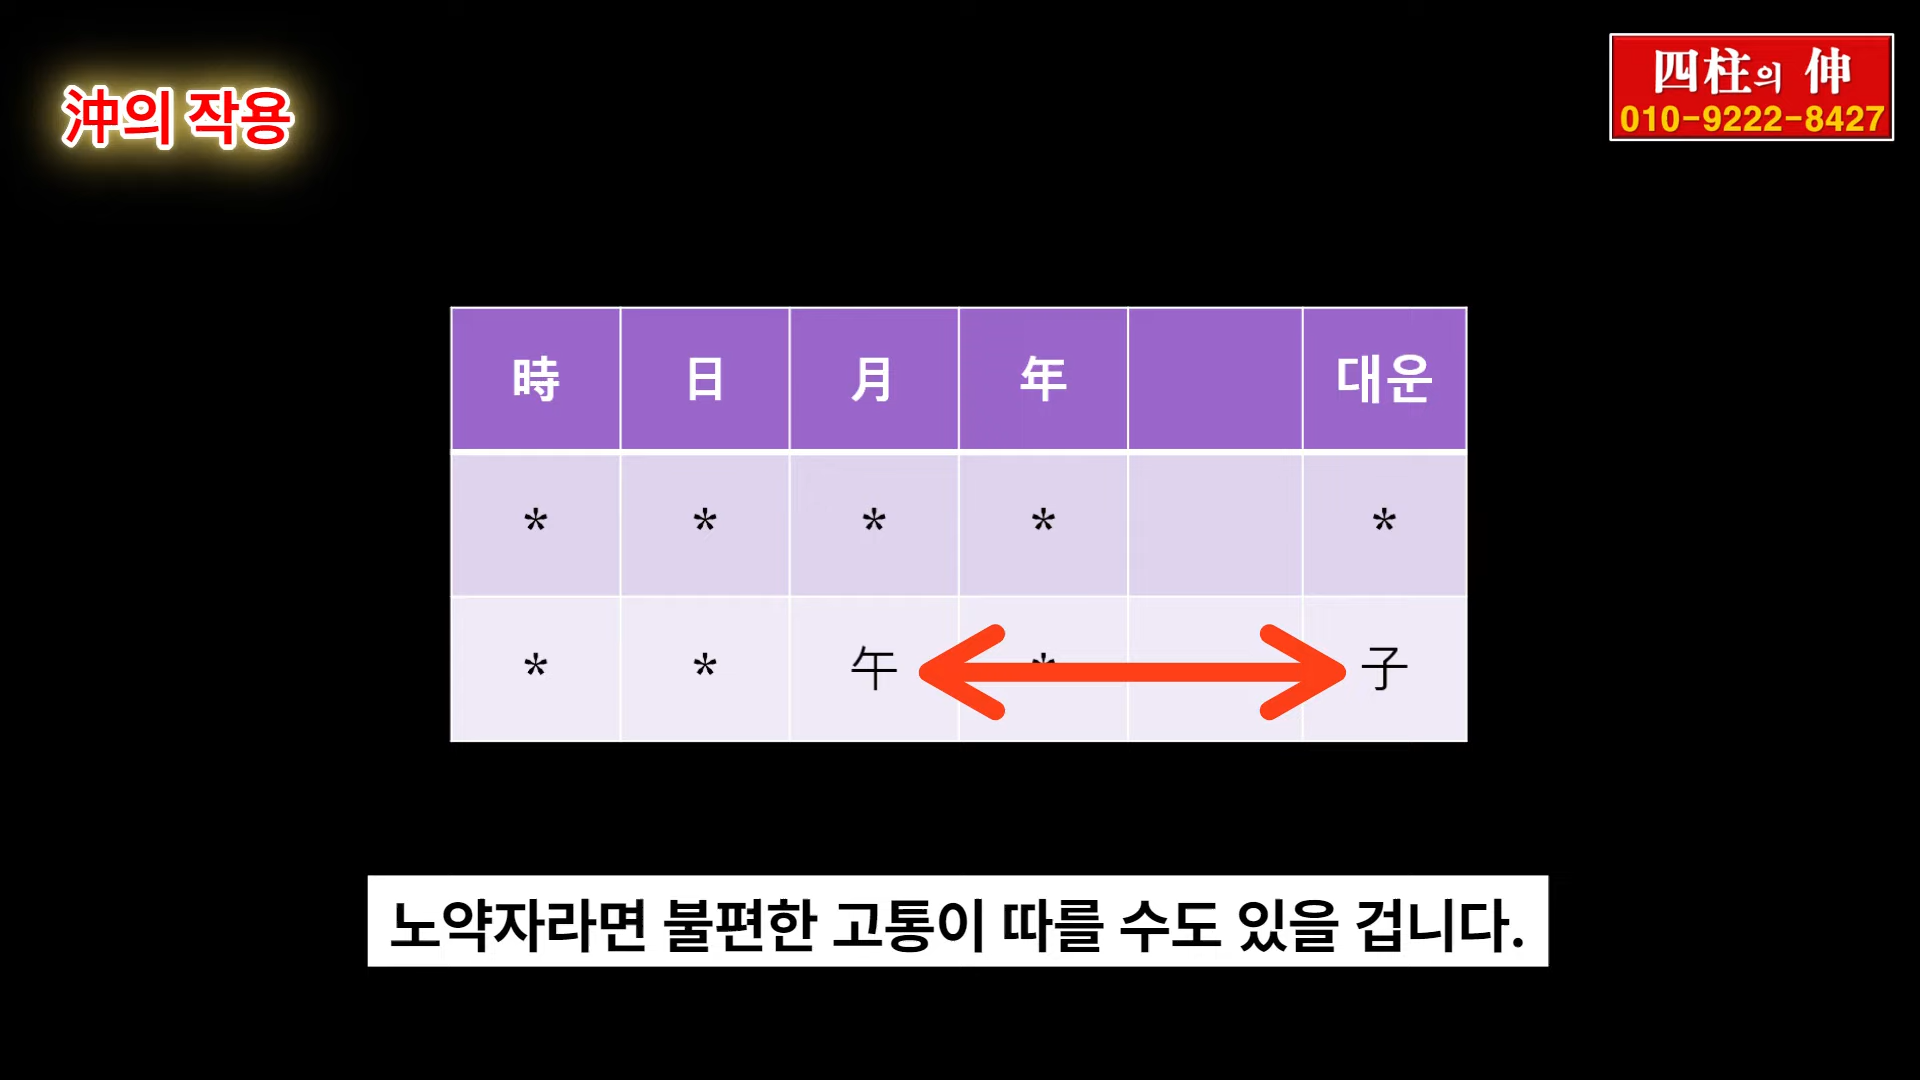 沖의 작용
四柱의 伸
010-9222-8427
時 日 月 年 대운
* * * * *
* * 午 * 子
노약자라면 불편한 고통이 따를 수도 있을 겁니다.